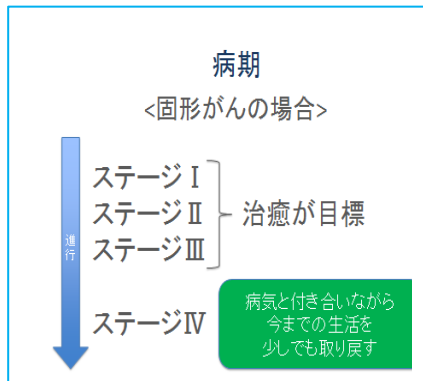 病期
<固形がんの場合>
進行
ステージⅠ
ステージⅡ
ステージⅢ
治癒が目標
ステージⅣ
病気と付き合いながら
今までの生活を
少しでも取り戻す